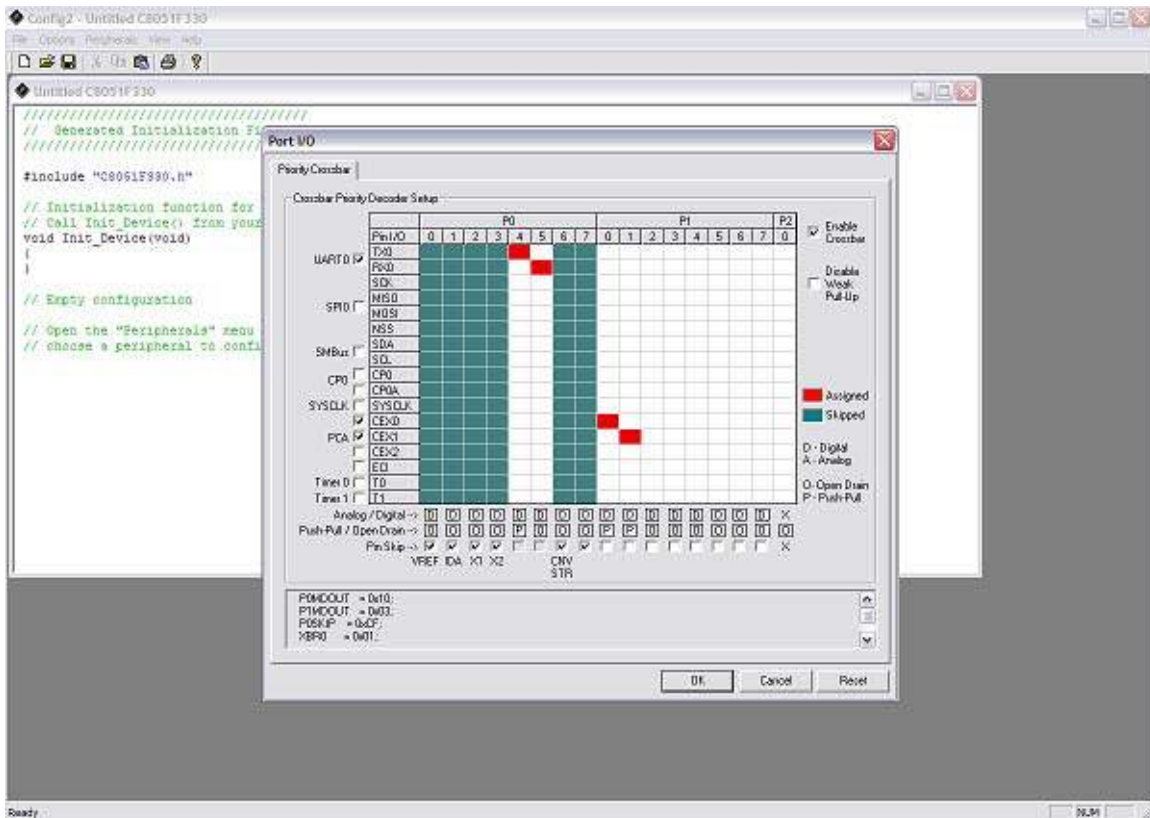 Config2 - Untitled C8051F330
File Options Peripherals View Help
Untitled C8051F330
//////////////////////////////////////
// Generated Initialization Fi
////////////////////////////////
#include "C8051F330.h"
// Initialization function for
// Call Init_Device() from your
void Init_Device(void)
{
}
// Empty configuration
// Open the "Peripherals" menu
// choose a peripheral to confi
Port I/O
Priority Crossbar
Crossbar Priority Decoder Setup
P0 P1 P2
Pin I/O 0 1 2 3 4 5 6 7 0 1 2 3 4 5 6 7 0
UART0
TX0
RX0
SPI0
SCK
MISO
MOSI
NSS
SMBus
SDA
SCL
CP0
CP0
CP0A
SYSCLK SYSCLK
PCA
CEX0
CEX1
CEX2
ECI
Timer 0 T0
Timer 1 T1
Analog / Digital ->
Push-Pull / Open Drain ->
Pin Skip -> X
VREF IDA X1 X2 CNV STR
Enable Crossbar
Disable Weak Pull-Up
Assigned
Skipped
D - Digital
A - Analog
O - Open Drain
P - Push-Pull
P0MDOUT = 0x10;
P1MDOUT = 0x03;
P0SKIP = 0xCF;
XBR0 = 0x01;
OK Cancel Reset
Ready NUM